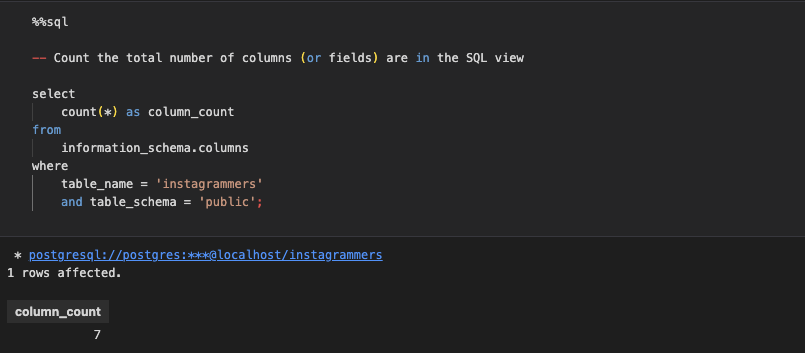 %%sql
-- Count the total number of columns (or fields) are in the SQL view
select
count(*) as column_count
from
information_schema.columns
where
table_name = 'instagrammers'
and table_schema = 'public';
* postgresql://postgres:***@localhost/instagrammers
1 rows affected.
column_count
7